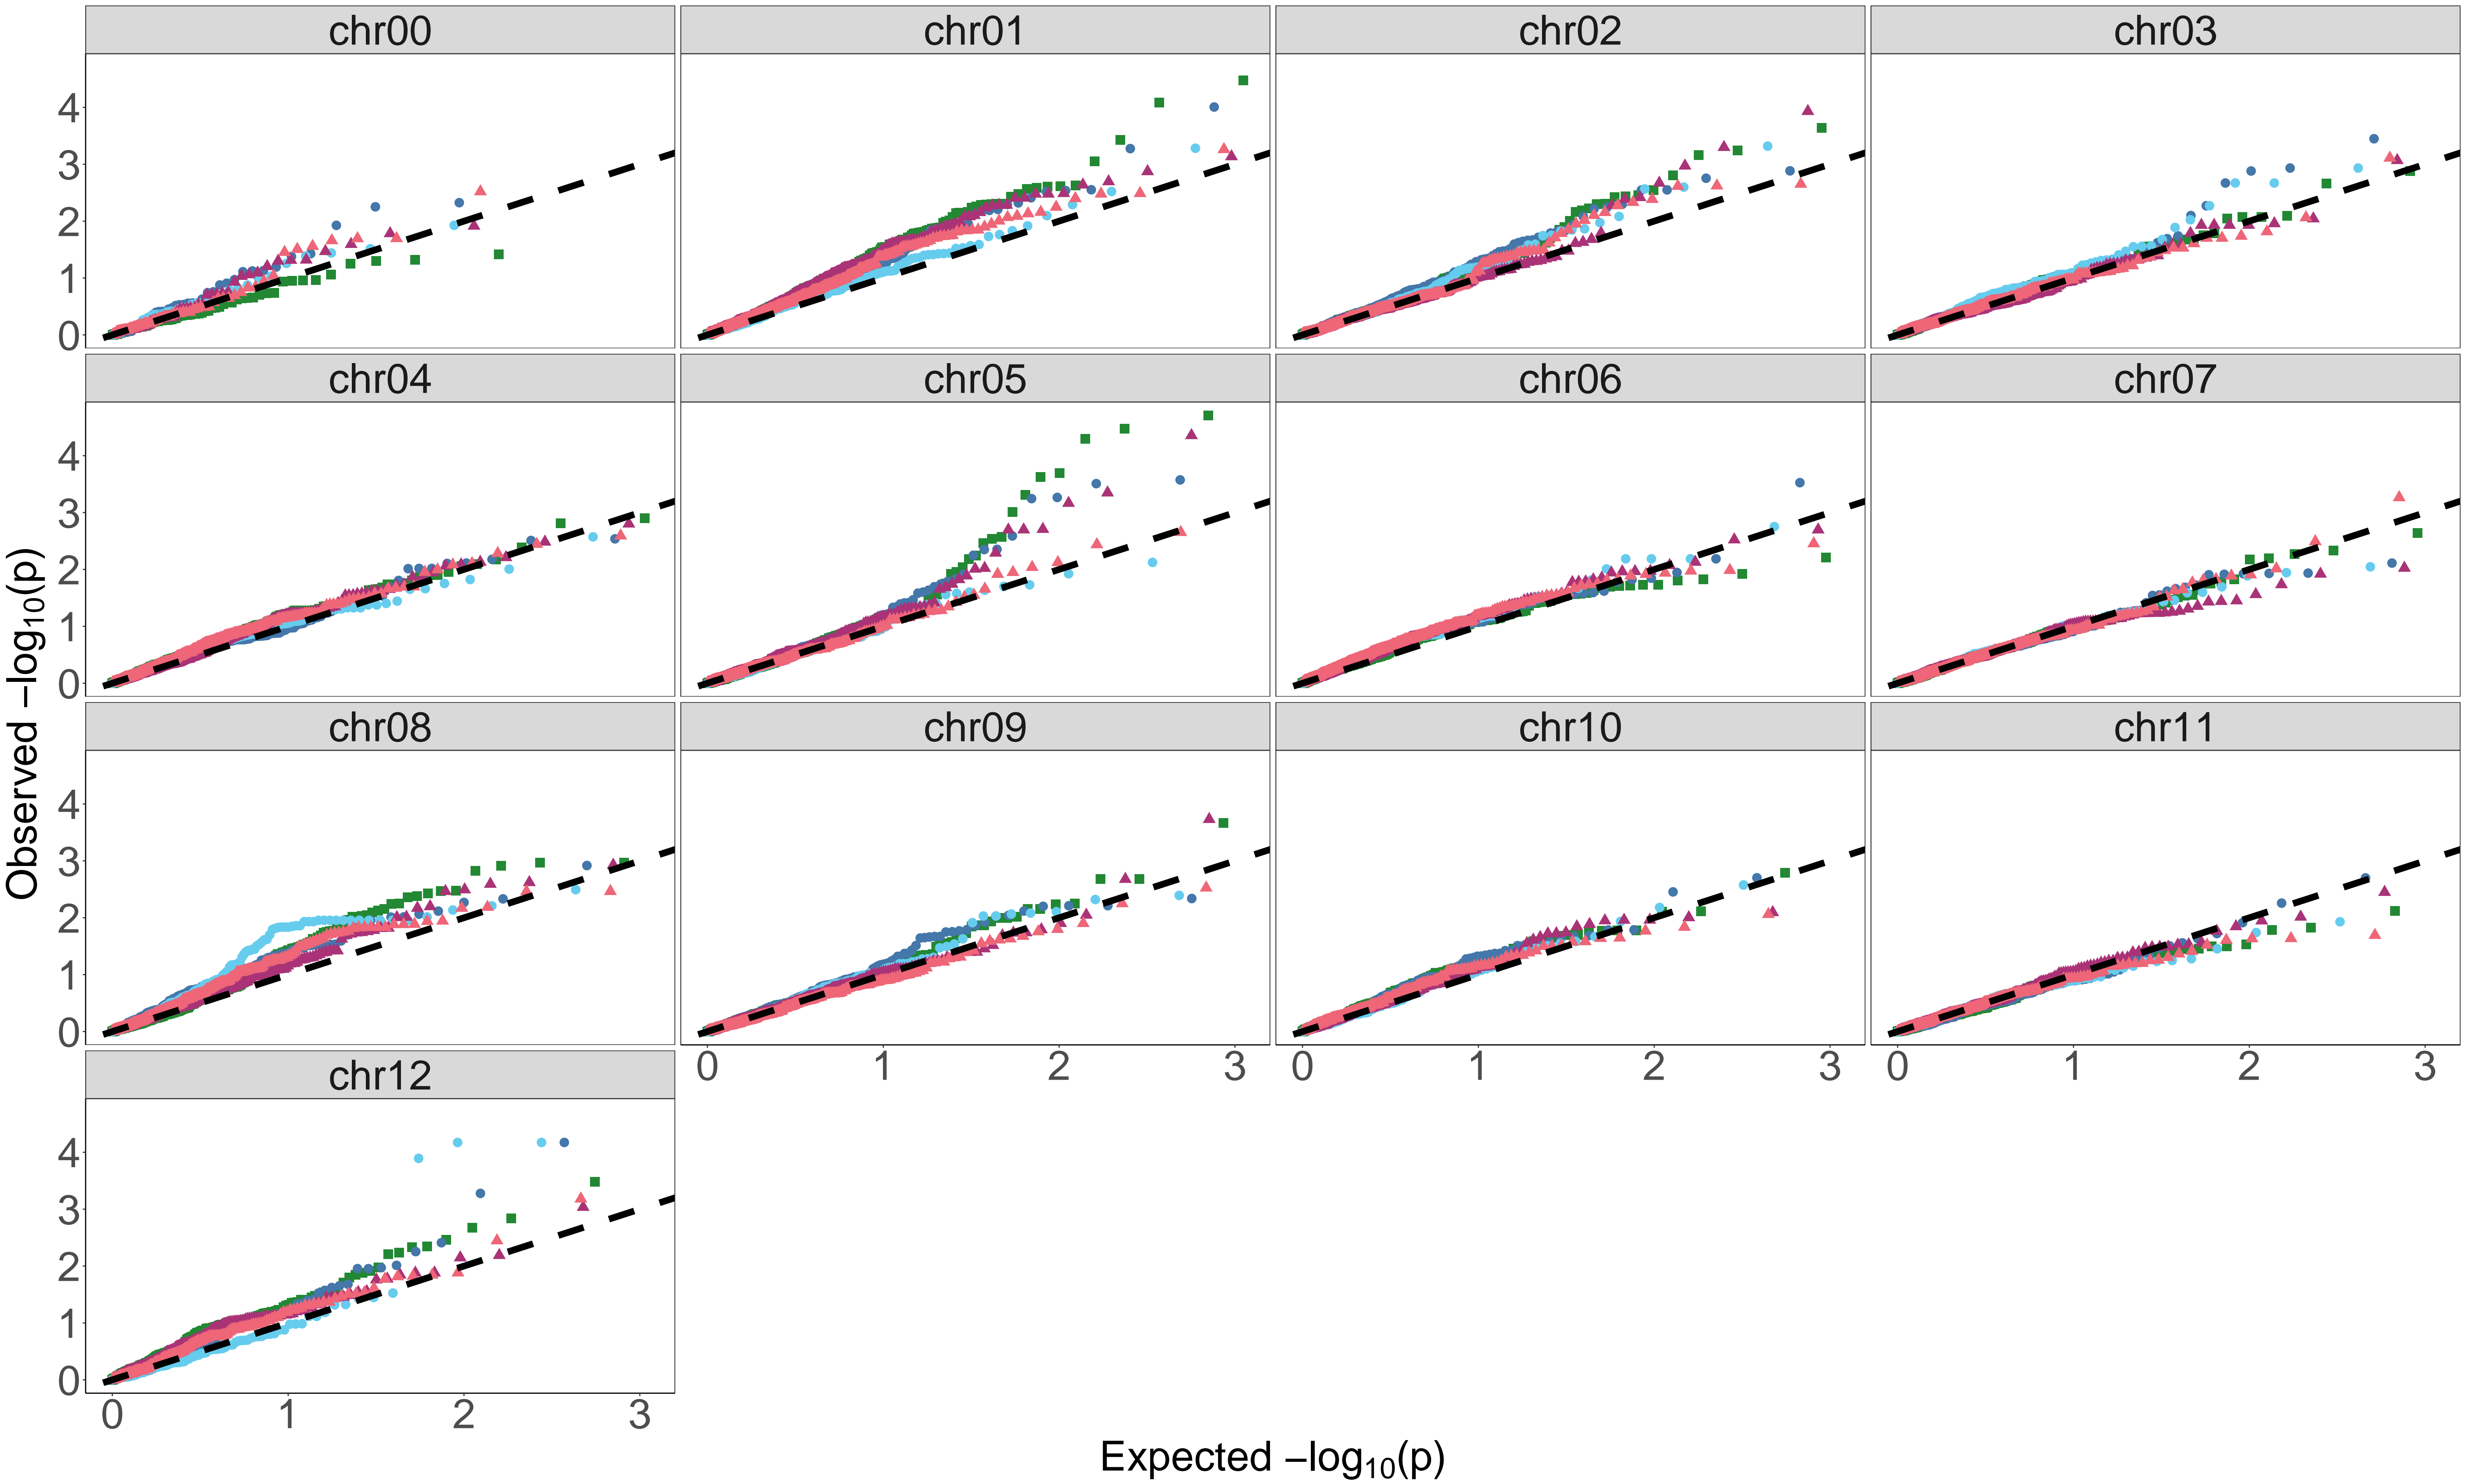 chr00 chr01 chr02 chr03
4
3
2
1
0
chr04 chr05 chr06 chr07
4
3
2
1
0
chr08 chr09 chr10 chr11
4
3
2
1
0
0 1 2 3 0 1 2 3 0 1 2 3
chr12
4
3
2
1
0
0 1 2 3
Observed −log10(p)
Expected −log10(p)